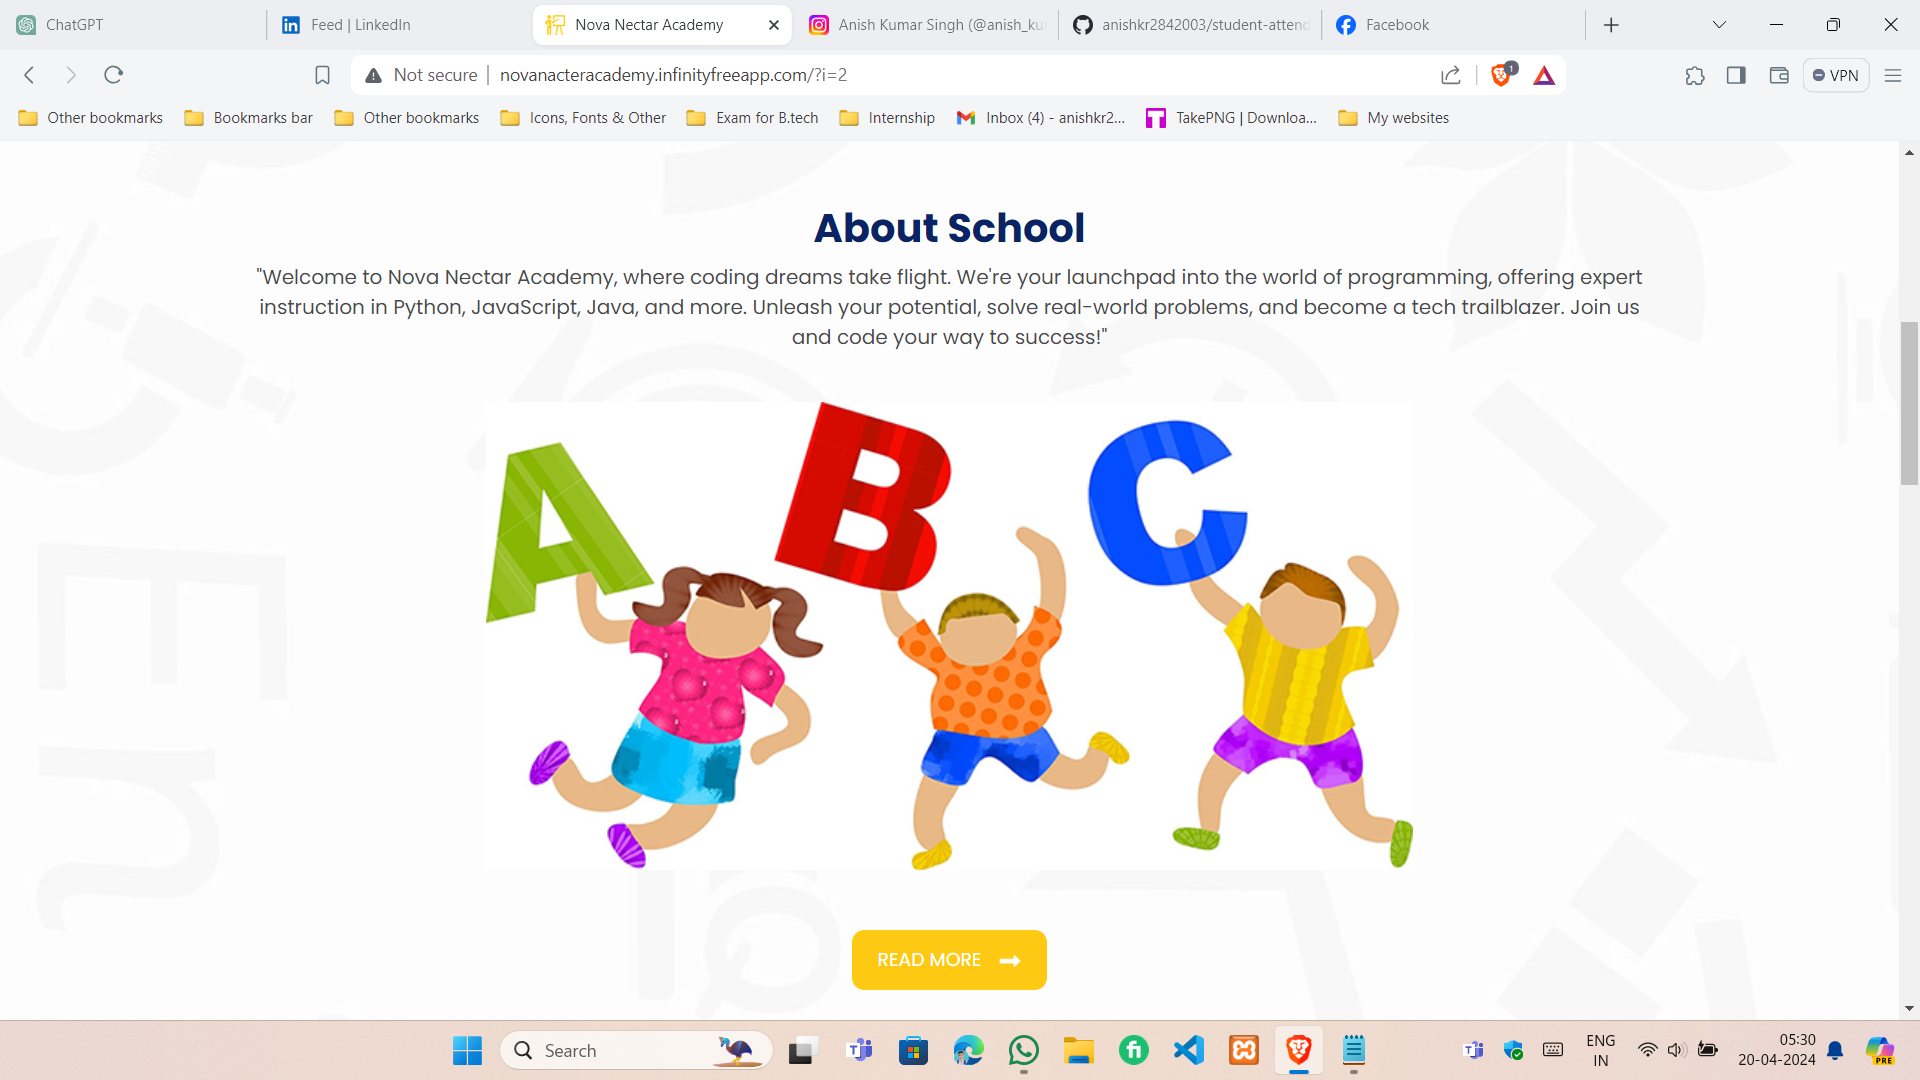 ChatGPT
Feed | LinkedIn
Nova Nectar Academy
Anish Kumar Singh (@anish_ku
anishkr2842003/student-attend
Facebook
Not secure
novanacteracademy.infinityfreeapp.com/?i=2
1
VPN
Other bookmarks
Bookmarks bar
Other bookmarks
Icons, Fonts & Other
Exam for B.tech
Internship
Inbox (4) - anishkr2...
TakePNG | Downloa...
My websites
About School
"Welcome to Nova Nectar Academy, where coding dreams take flight. We're your launchpad into the world of programming, offering expert
instruction in Python, JavaScript, Java, and more. Unleash your potential, solve real-world problems, and become a tech trailblazer. Join us
and code your way to success!"
A B C
En
READ MORE
Search
ENG
IN
05:30
20-04-2024
PRE